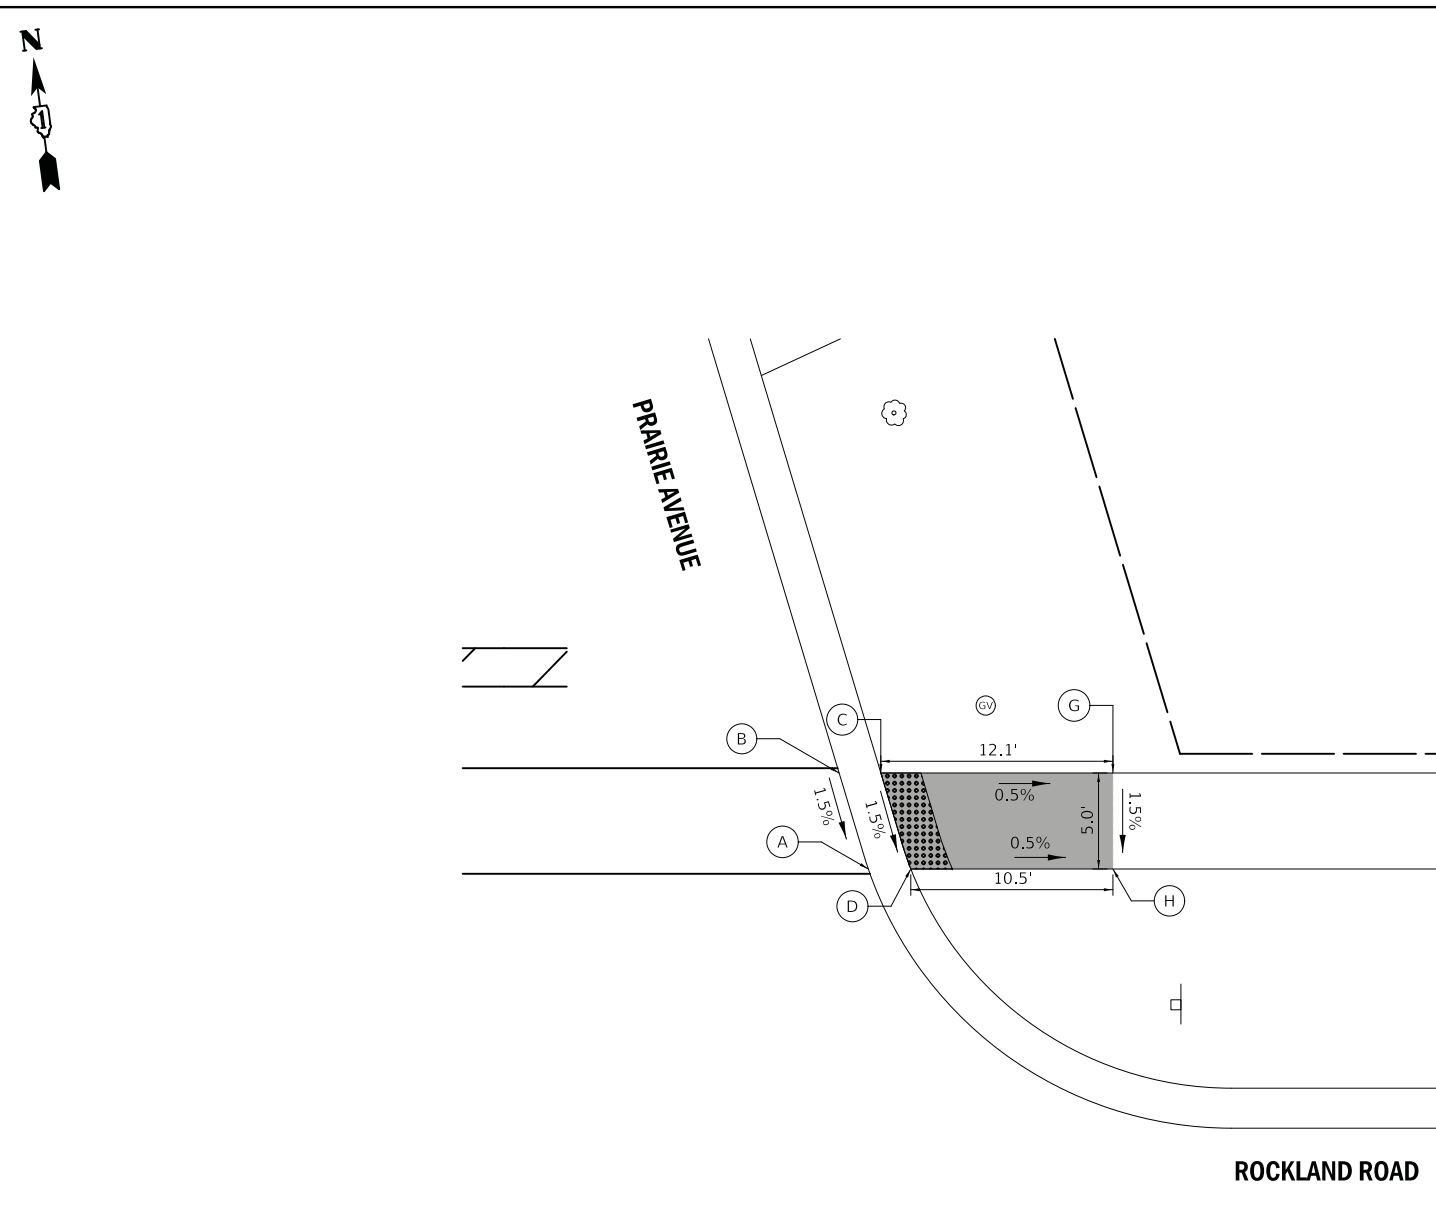 N
1
PRAIRIE AVENUE
GV
C
G
B
12.1'
1.5%
1.5%
0.5%
5.0'
1.5%
A
0.5%
10.5'
D
H
ROCKLAND ROAD